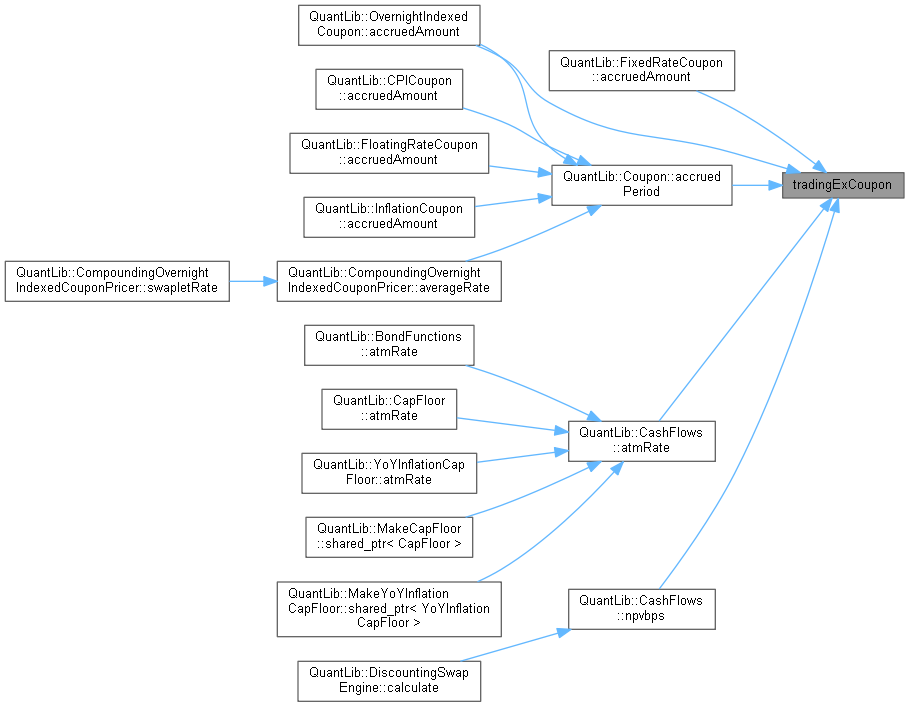 QuantLib::OvernightIndexed
Coupon::accruedAmount
QuantLib::FixedRateCoupon
::accruedAmount
QuantLib::CPICoupon
::accruedAmount
QuantLib::FloatingRateCoupon
::accruedAmount
QuantLib::Coupon::accrued
Period
tradingExCoupon
QuantLib::InflationCoupon
::accruedAmount
QuantLib::CompoundingOvernight
IndexedCouponPricer::swapletRate
QuantLib::CompoundingOvernight
IndexedCouponPricer::averageRate
QuantLib::BondFunctions
::atmRate
QuantLib::CapFloor
::atmRate
QuantLib::CashFlows
::atmRate
QuantLib::YoYInflationCap
Floor::atmRate
QuantLib::MakeCapFloor
::shared_ptr< CapFloor >
QuantLib::MakeYoYInflation
CapFloor::shared_ptr< YoYInflation
CapFloor >
QuantLib::CashFlows
::npvbps
QuantLib::DiscountingSwap
Engine::calculate